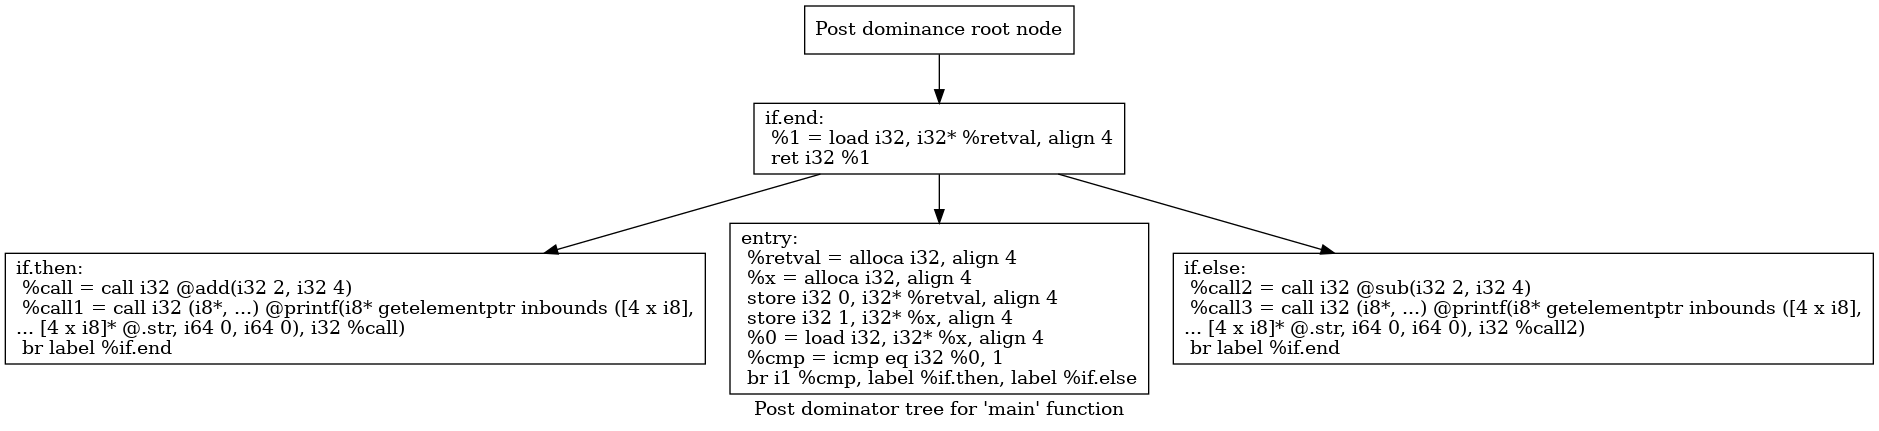 Post dominance root node
if.end:
%1 = load i32, i32* %retval, align 4
ret i32 %1
if.then:
%call = call i32 @add(i32 2, i32 4)
%call1 = call i32 (i8*, ...) @printf(i8* getelementptr inbounds ([4 x i8],
... [4 x i8]* @.str, i64 0, i64 0), i32 %call)
br label %if.end
entry:
%retval = alloca i32, align 4
%x = alloca i32, align 4
store i32 0, i32* %retval, align 4
store i32 1, i32* %x, align 4
%0 = load i32, i32* %x, align 4
%cmp = icmp eq i32 %0, 1
br i1 %cmp, label %if.then, label %if.else
if.else:
%call2 = call i32 @sub(i32 2, i32 4)
%call3 = call i32 (i8*, ...) @printf(i8* getelementptr inbounds ([4 x i8],
... [4 x i8]* @.str, i64 0, i64 0), i32 %call2)
br label %if.end
Post dominator tree for 'main' function